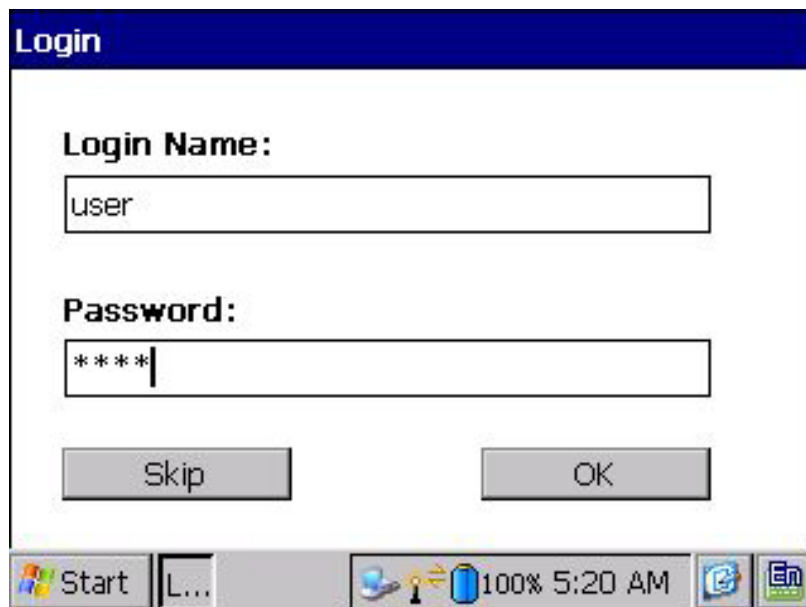 Login
Login Name:
user
Password:
****
Skip OK
Start L... 100% 5:20 AM En